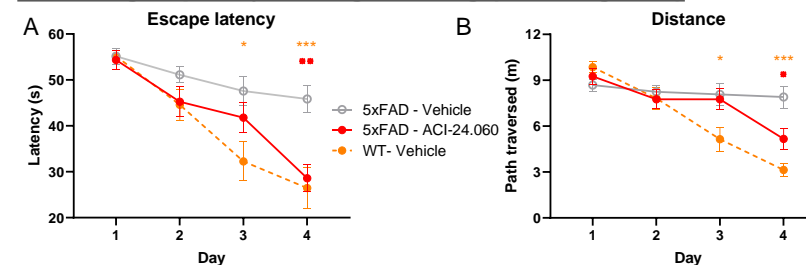 A
Escape latency
60
50
40
30
20
Latency (s)
*
***
**
1 2 3 4
Day
5xFAD - Vehicle
5xFAD - ACI-24.060
WT- Vehicle
B
Distance
12
9
6
3
0
Path traversed (m)
*
***
*
1 2 3 4
Day